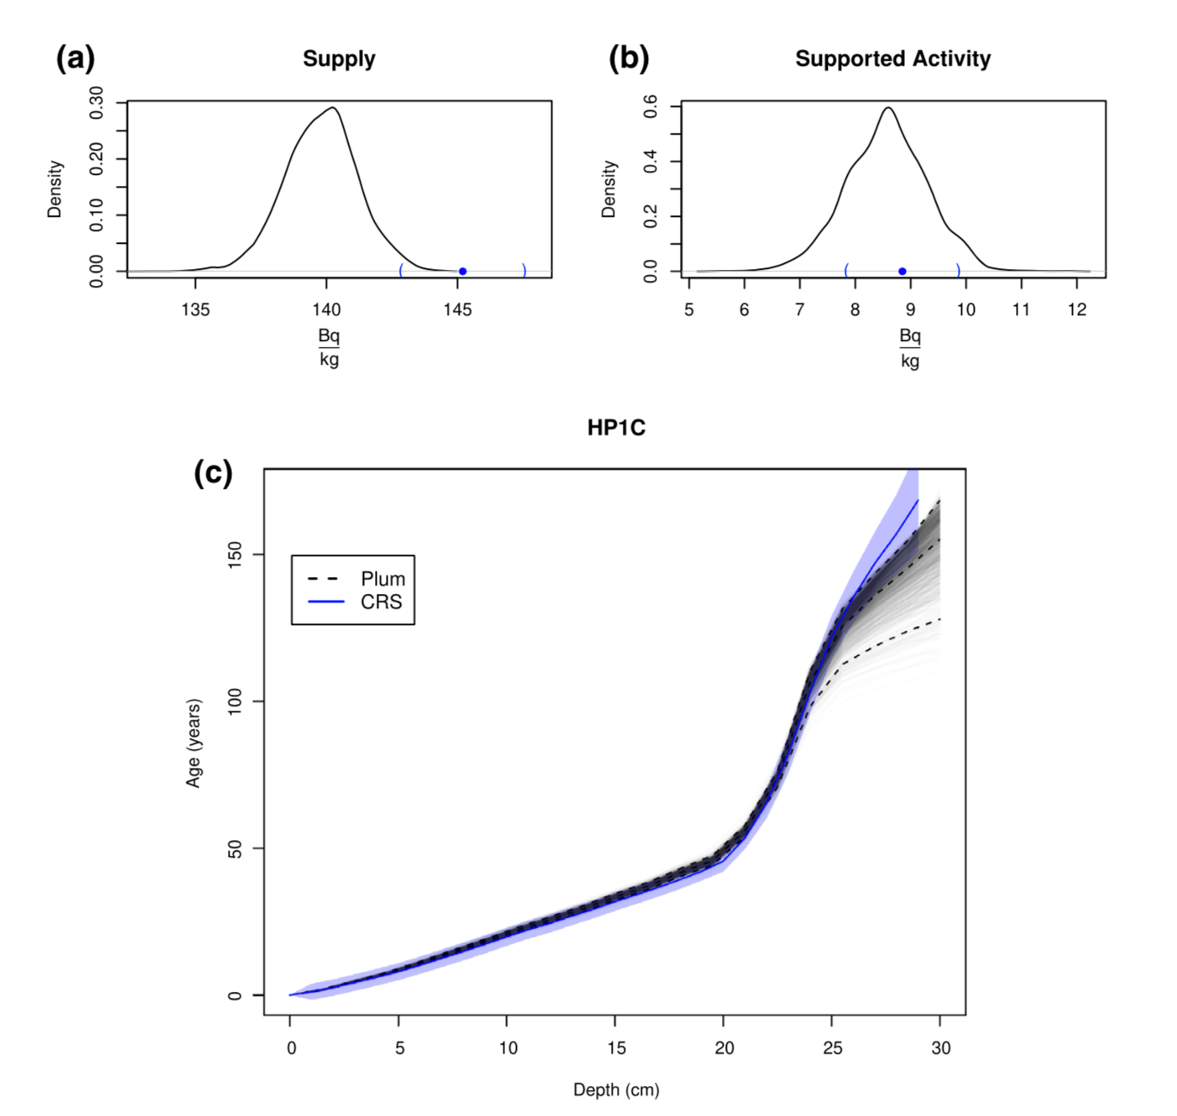 (a) Supply
0.30
0.20
0.10
0.00
Density
135 140 145
Bq
kg
(b) Supported Activity
0.6
0.4
0.2
0.0
Density
5 6 7 8 9 10 11 12
Bq
kg
HP1C
(c)
150
100
50
0
Age (years)
Plum
CRS
0 5 10 15 20 25 30
Depth (cm)